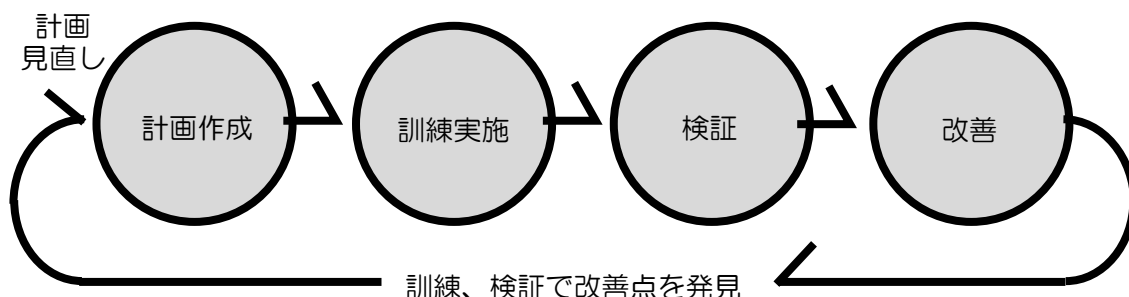 計画
見直し
計画作成
訓練実施
検証
改善
訓練、検証で改善点を発見